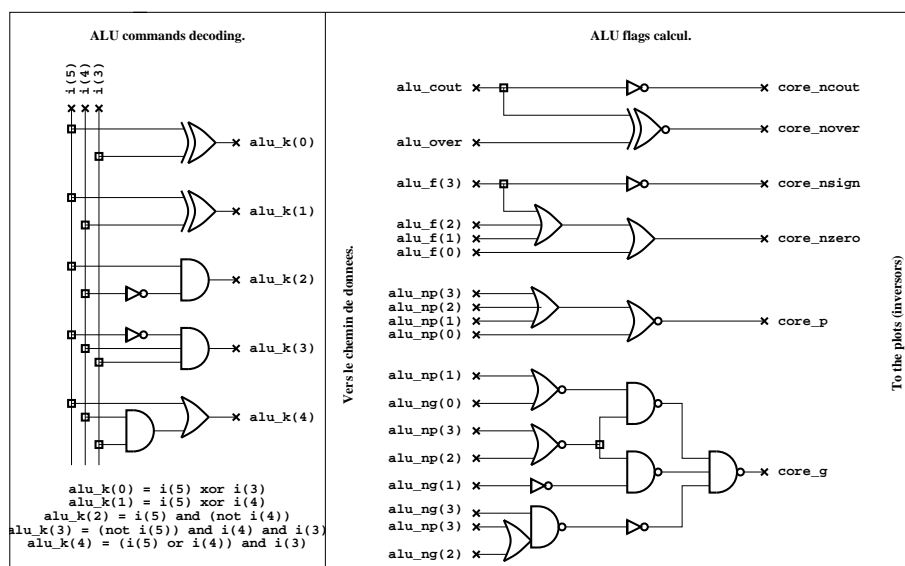 ALU commands decoding.
i(5)
i(4)
i(3)
alu_k(0)
alu_k(1)
alu_k(2)
alu_k(3)
alu_k(4)
alu_k(0) = i(5) xor i(3)
alu_k(1) = i(5) xor i(4)
alu_k(2) = i(5) and (not i(4))
alu_k(3) = (not i(5)) and i(4) and i(3)
alu_k(4) = (i(5) or i(4)) and i(3)
Vers le chemin de donnees.
ALU flags calcul.
alu_cout
core_ncout
core_nover
alu_over
alu_f(3)
core_nsign
alu_f(2)
alu_f(1)
core_nzero
alu_f(0)
alu_np(3)
alu_np(2)
alu_np(1)
core_p
alu_np(0)
alu_np(1)
alu_ng(0)
alu_np(3)
alu_np(2)
core_g
alu_ng(1)
alu_ng(3)
alu_np(3)
alu_ng(2)
To the plots (inversors)